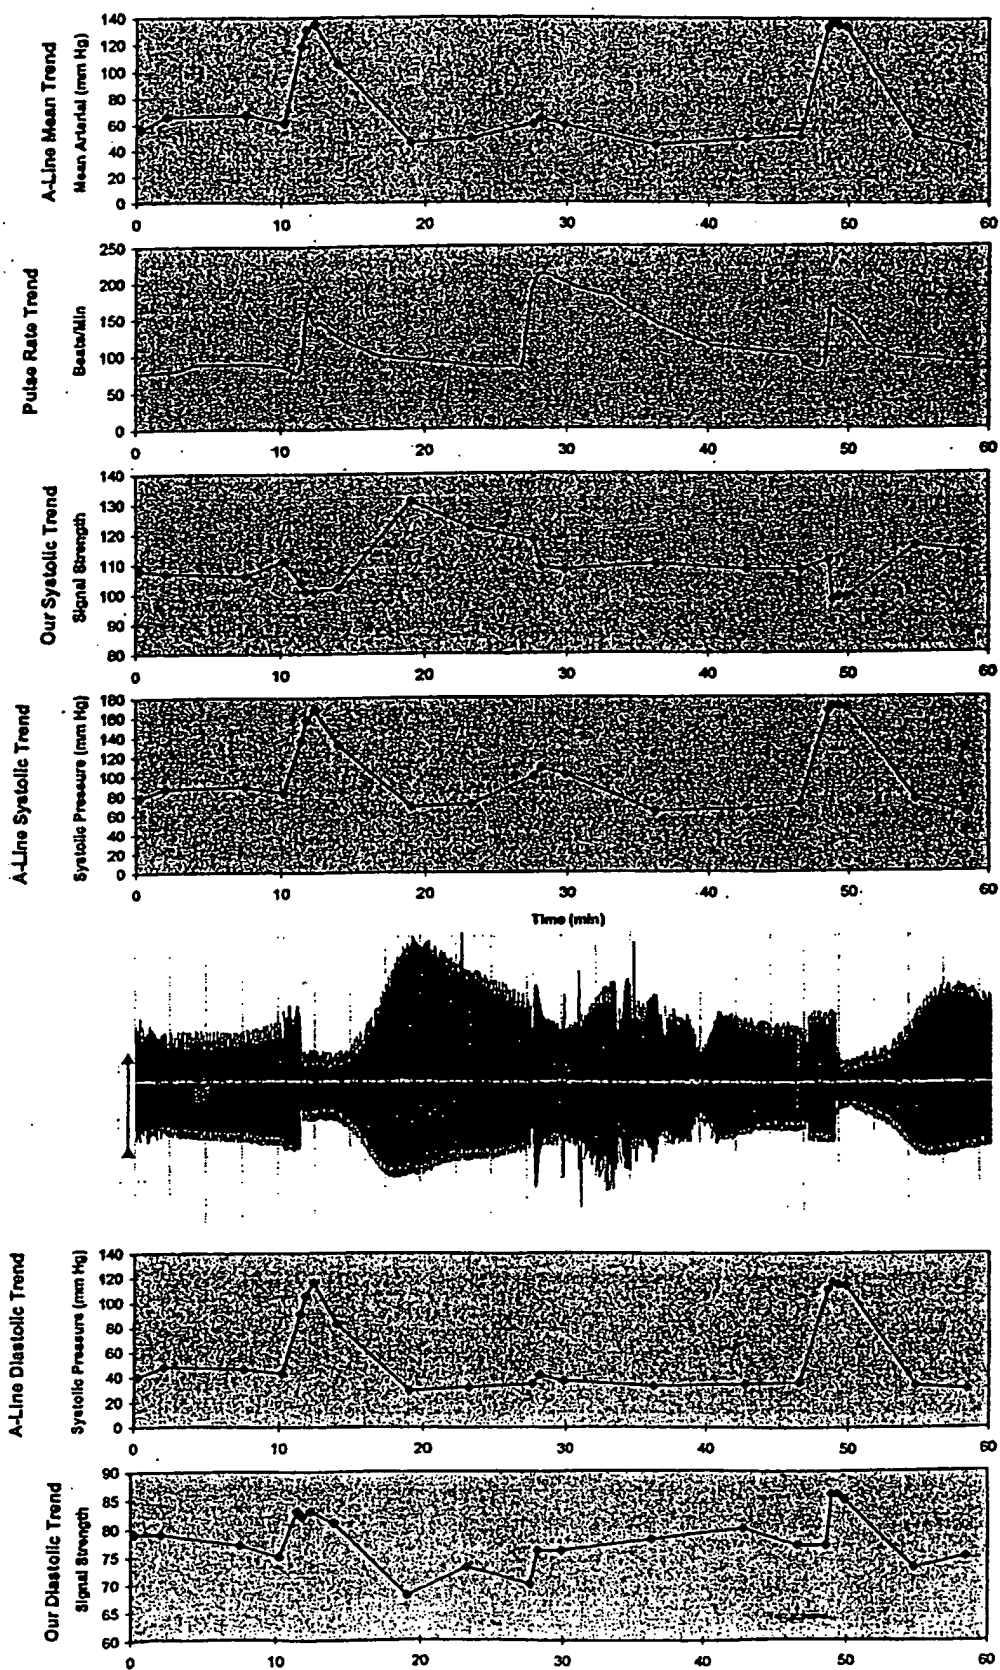 A-Line Mean Trend
Mean Arterial (mm Hg)
140
120
100
80
60
40
20
0
0 10 20 30 40 50 60
Pulse Rate Trend
Beats/Min
250
200
150
100
50
0
0 10 20 30 40 50 60
Our Systolic Trend
Signal Strength
140
130
120
110
100
90
80
0 10 20 30 40 50 60
A-Line Systolic Trend
Systolic Pressure (mm Hg)
180
160
140
120
100
80
60
40
20
0
0 10 20 30 40 50 60
Time (min)
A-Line Diastolic Trend
Systolic Pressure (mm Hg)
140
120
100
80
60
40
20
0
0 10 20 30 40 50 60
Our Diastolic Trend
Signal Strength
90
85
80
75
70
65
60
0 10 20 30 40 50 60